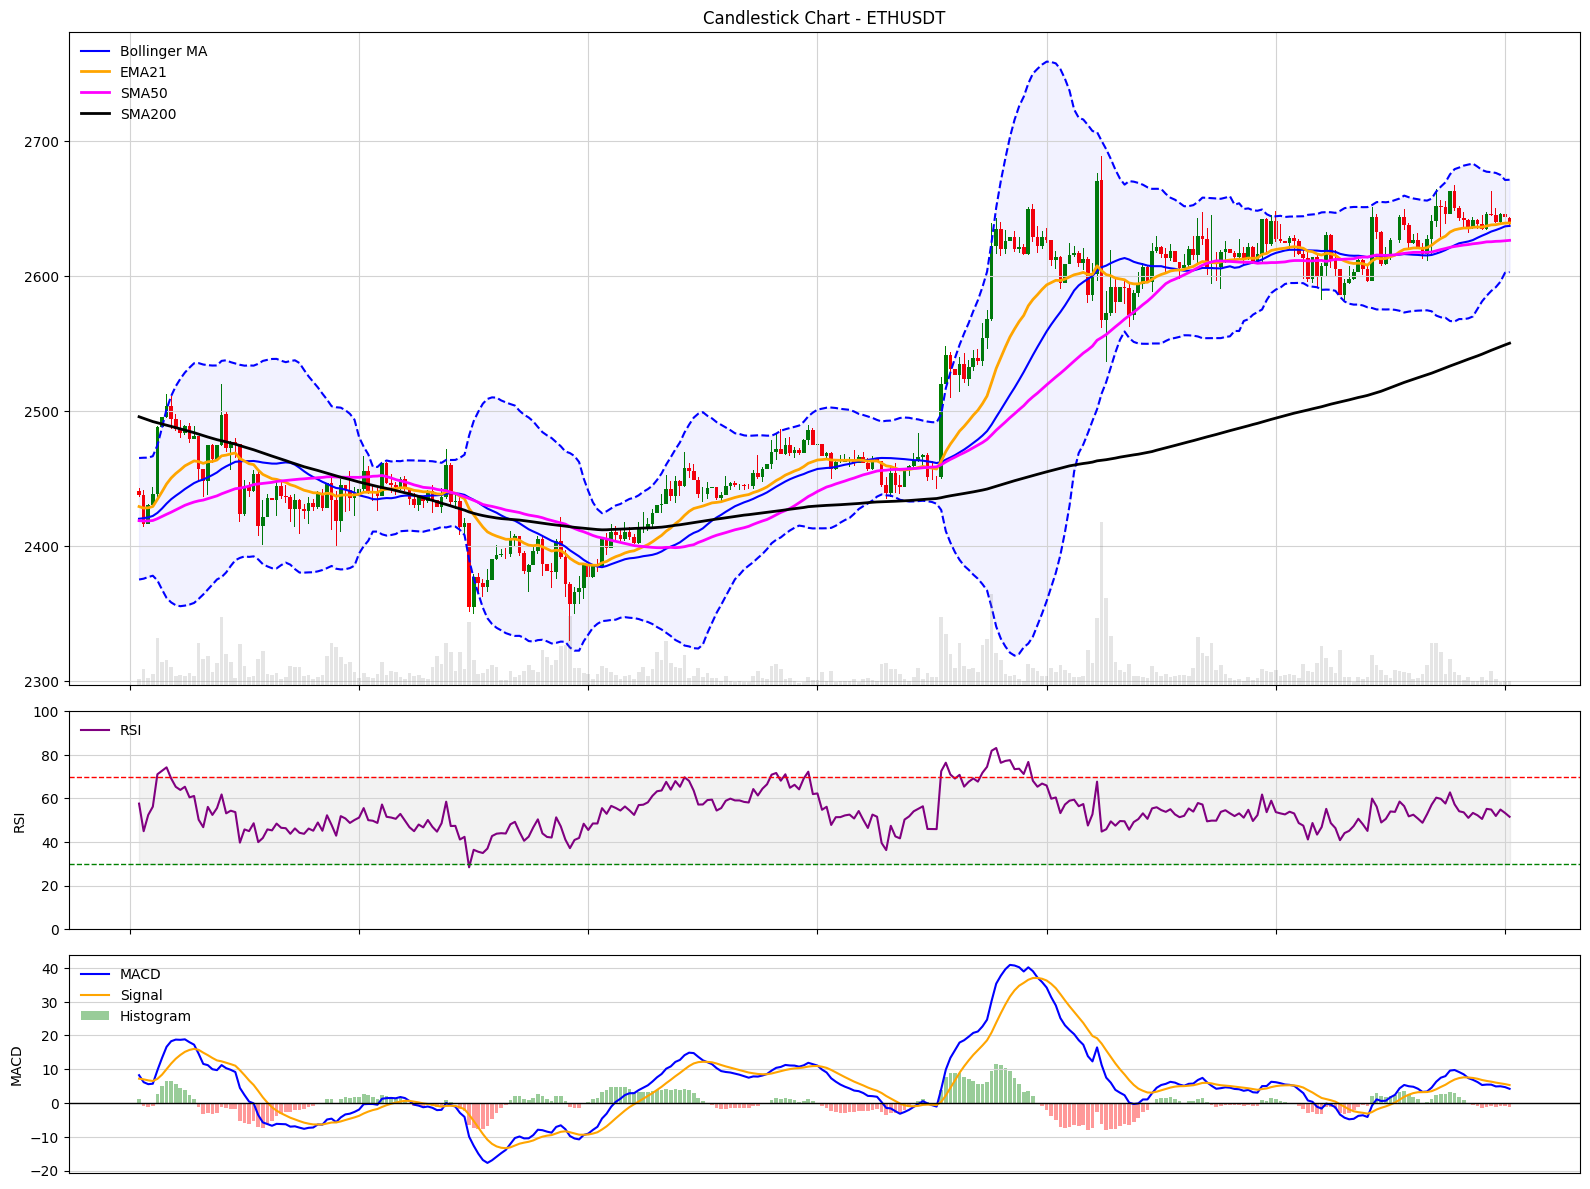 Candlestick Chart - ETHUSDT
Bollinger MA
EMA21
SMA50
SMA200
2700
2600
2500
2400
2300
RSI
100
80
60
40
20
0
RSI
MACD
Signal
Histogram
40
30
20
10
0
−10
−20
MACD